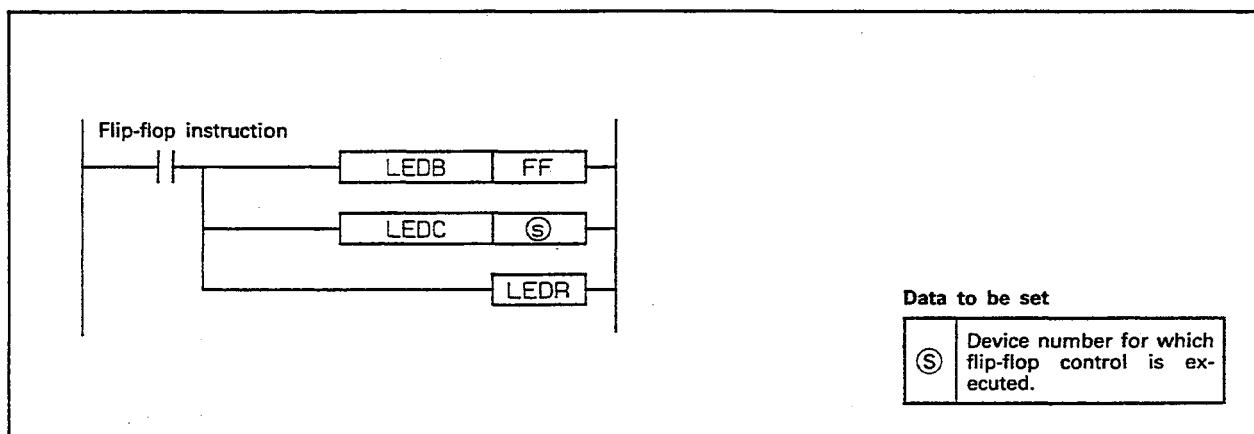 Flip-flop instruction
LEDB FF
LEDC Ⓢ
LEDR
Data to be set
Ⓢ Device number for which
flip-flop control is ex-
ecuted.